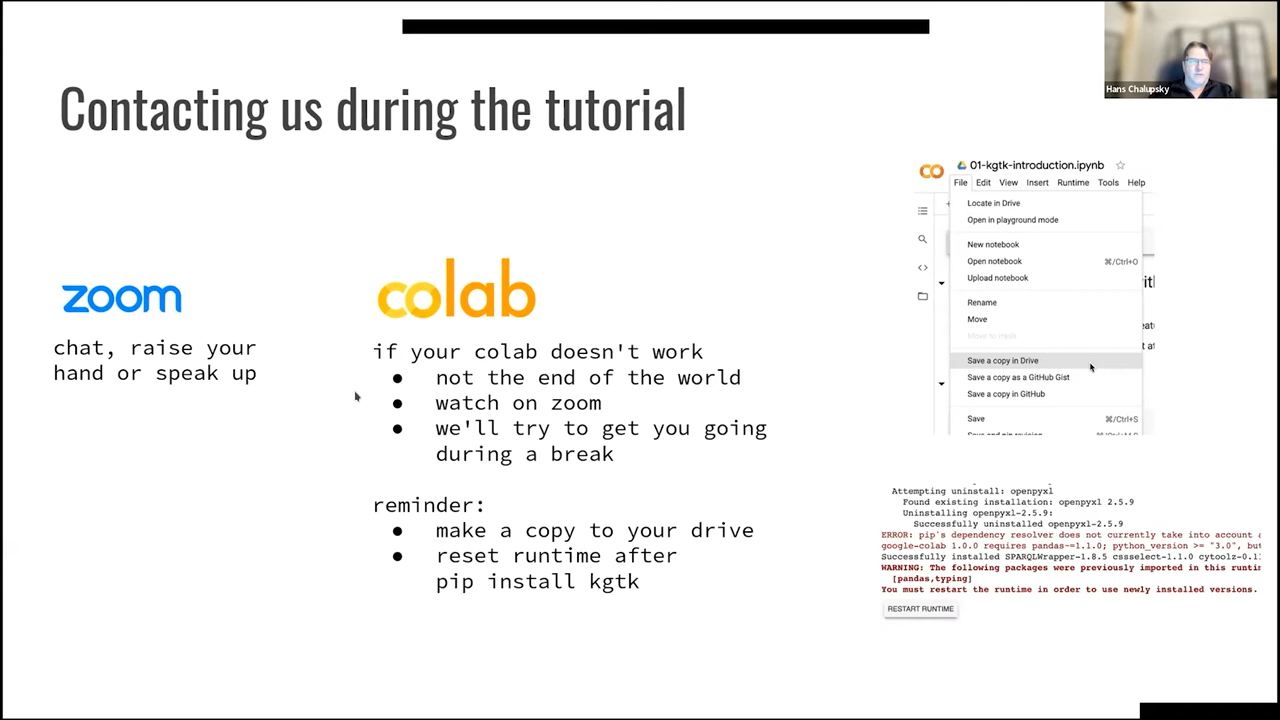 Hans Chalupsky
Contacting us during the tutorial
zoom
chat, raise your
hand or speak up
colab
if your colab doesn't work
● not the end of the world
● watch on zoom
● we'll try to get you going
during a break
reminder:
● make a copy to your drive
● reset runtime after
pip install kgtk
01-kgtk-introduction.ipynb
File Edit View Insert Runtime Tools Help
Locate in Drive
Open in playground mode
New notebook
Open notebook ⌘/Ctrl+O
Upload notebook
Rename
Move
Move to trash
Save a copy in Drive
Save a copy as a GitHub Gist
Save a copy in GitHub
Save ⌘/Ctrl+S
Attempting uninstall: openpyxl
Found existing installation: openpyxl 2.5.9
Uninstalling openpyxl-2.5.9:
Successfully uninstalled openpyxl-2.5.9
ERROR: pip's dependency resolver does not currently take into account a
google-colab 1.0.0 requires pandas~=1.1.0; python_version >= "3.0", but
Successfully installed SPARQLWrapper-1.8.5 cssselect-1.1.0 cytoolz-0.11
WARNING: The following packages were previously imported in this runtim
[pandas,typing]
You must restart the runtime in order to use newly installed versions.
RESTART RUNTIME